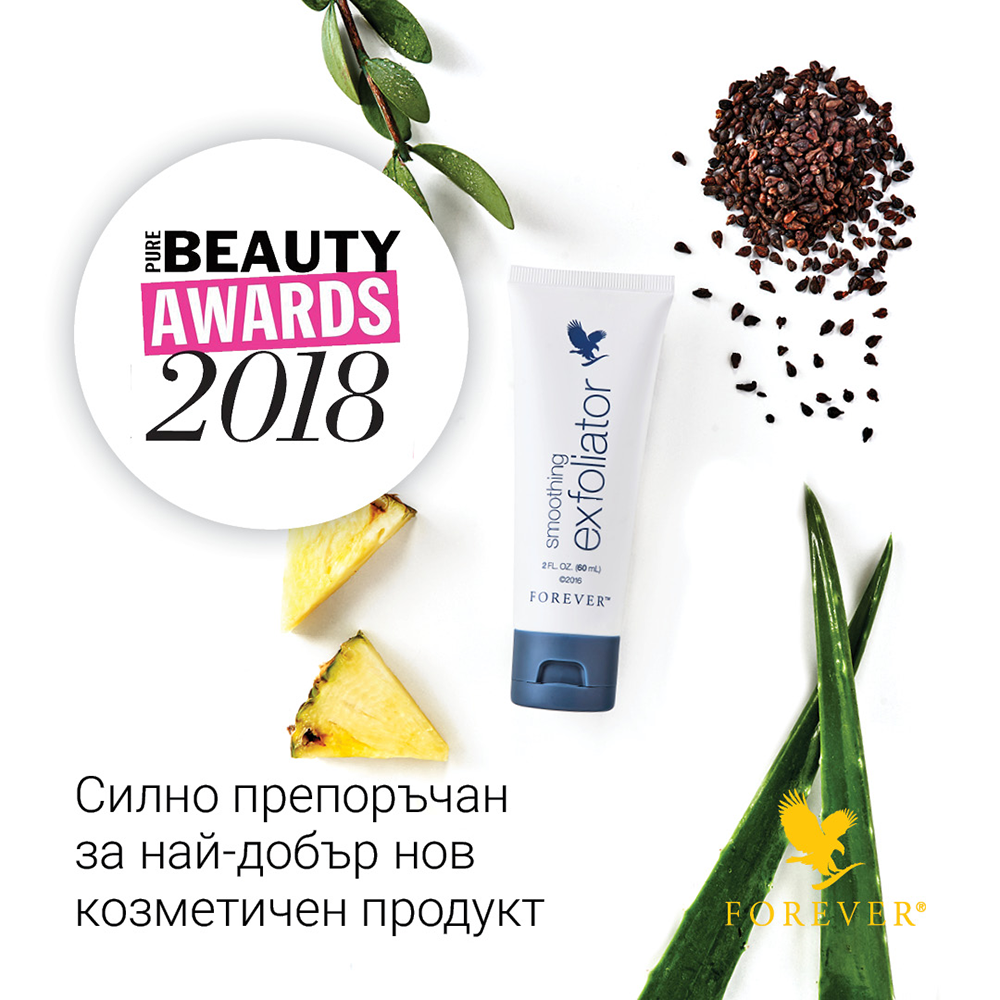 PURE BEAUTY
AWARDS
2018
smoothing
exfoliator
2 FL. OZ. (60 mL)
©2016
FOREVER™
Силно препоръчан
за най-добър нов
козметичен продукт
FOREVER®